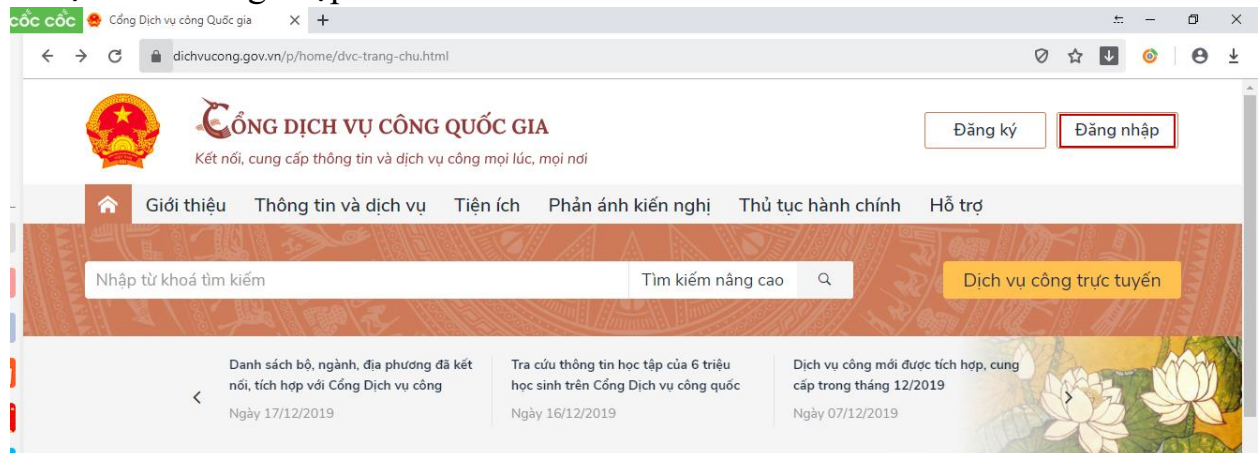 cốc cốc Cổng Dịch vụ công Quốc gia
dichvucong.gov.vn/p/home/dvc-trang-chu.html
CỔNG DỊCH VỤ CÔNG QUỐC GIA
Kết nối, cung cấp thông tin và dịch vụ công mọi lúc, mọi nơi
Đăng ký Đăng nhập
Giới thiệu Thông tin và dịch vụ Tiện ích Phản ánh kiến nghị Thủ tục hành chính Hỗ trợ
Nhập từ khoá tìm kiếm Tìm kiếm nâng cao Dịch vụ công trực tuyến
Danh sách bộ, ngành, địa phương đã kết
nối, tích hợp với Cổng Dịch vụ công
Ngày 17/12/2019
Tra cứu thông tin học tập của 6 triệu
học sinh trên Cổng Dịch vụ công quốc
Ngày 16/12/2019
Dịch vụ công mới được tích hợp, cung
cấp trong tháng 12/2019
Ngày 07/12/2019